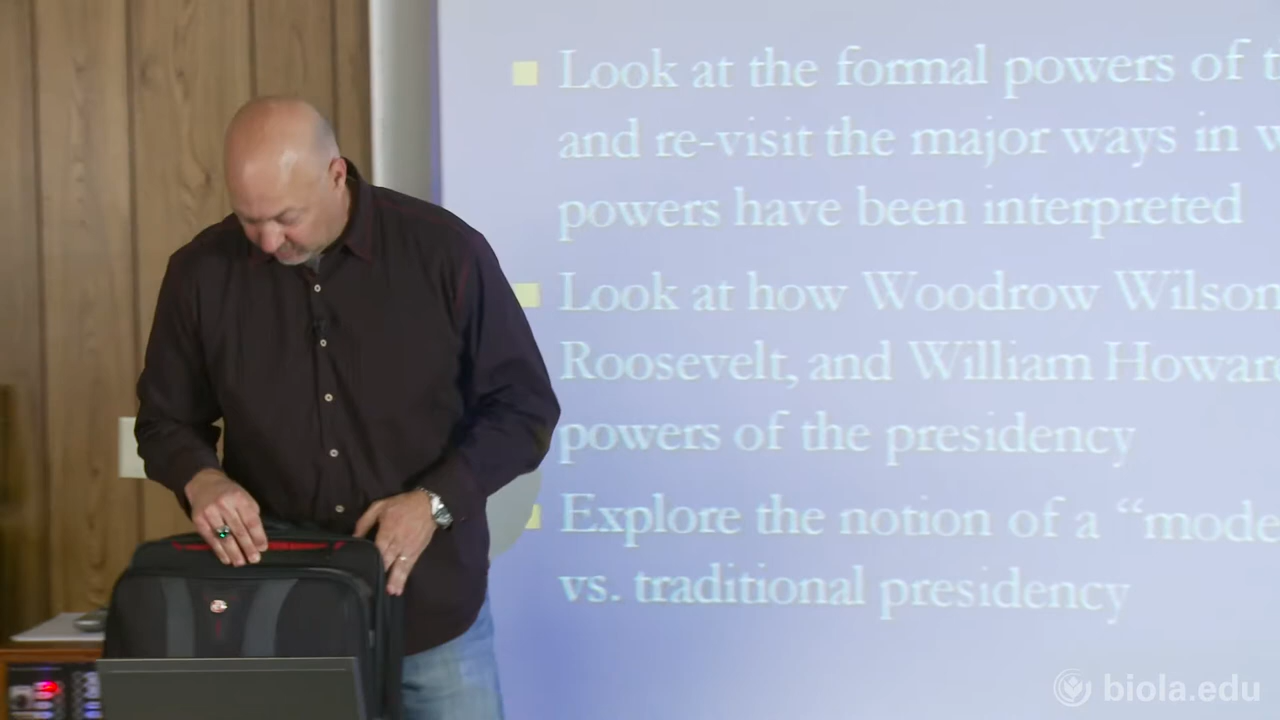 Look at the formal powers of
and re-visit the major ways in
powers have been interpreted
Look at how Woodrow Wilson
Roosevelt, and William
powers of the presidency
Explore the notion of a
vs. traditional presidency
biola.edu